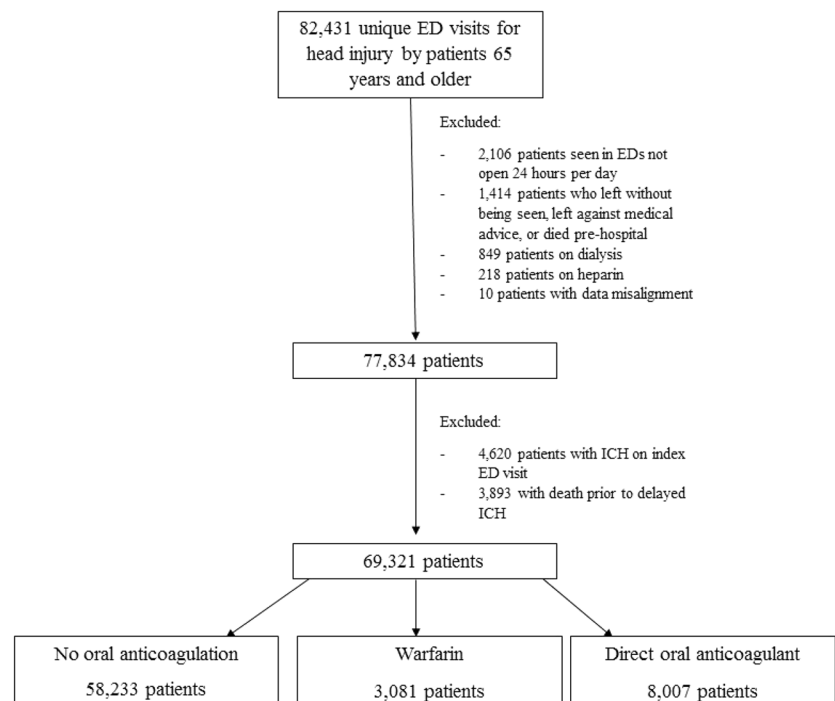 82,431 unique ED visits for
head injury by patients 65
years and older
Excluded:
- 2,106 patients seen in EDs not
open 24 hours per day
- 1,414 patients who left without
being seen, left against medical
advice, or died pre-hospital
- 849 patients on dialysis
- 218 patients on heparin
- 10 patients with data misalignment
77,834 patients
Excluded:
- 4,620 patients with ICH on index
ED visit
- 3,893 with death prior to delayed
ICH
69,321 patients
No oral anticoagulation
58,233 patients
Warfarin
3,081 patients
Direct oral anticoagulant
8,007 patients